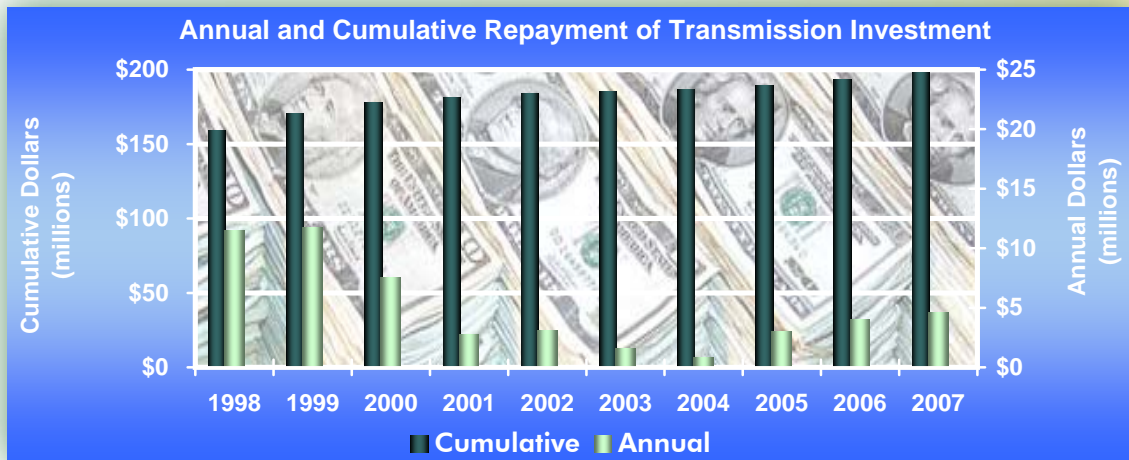 Annual and Cumulative Repayment of Transmission Investment
Cumulative Dollars
(millions)
$200
$150
$100
$50
$0
$25
$20
$15
$10
$5
$0
Annual Dollars
(millions)
1998 1999 2000 2001 2002 2003 2004 2005 2006 2007
Cumulative Annual